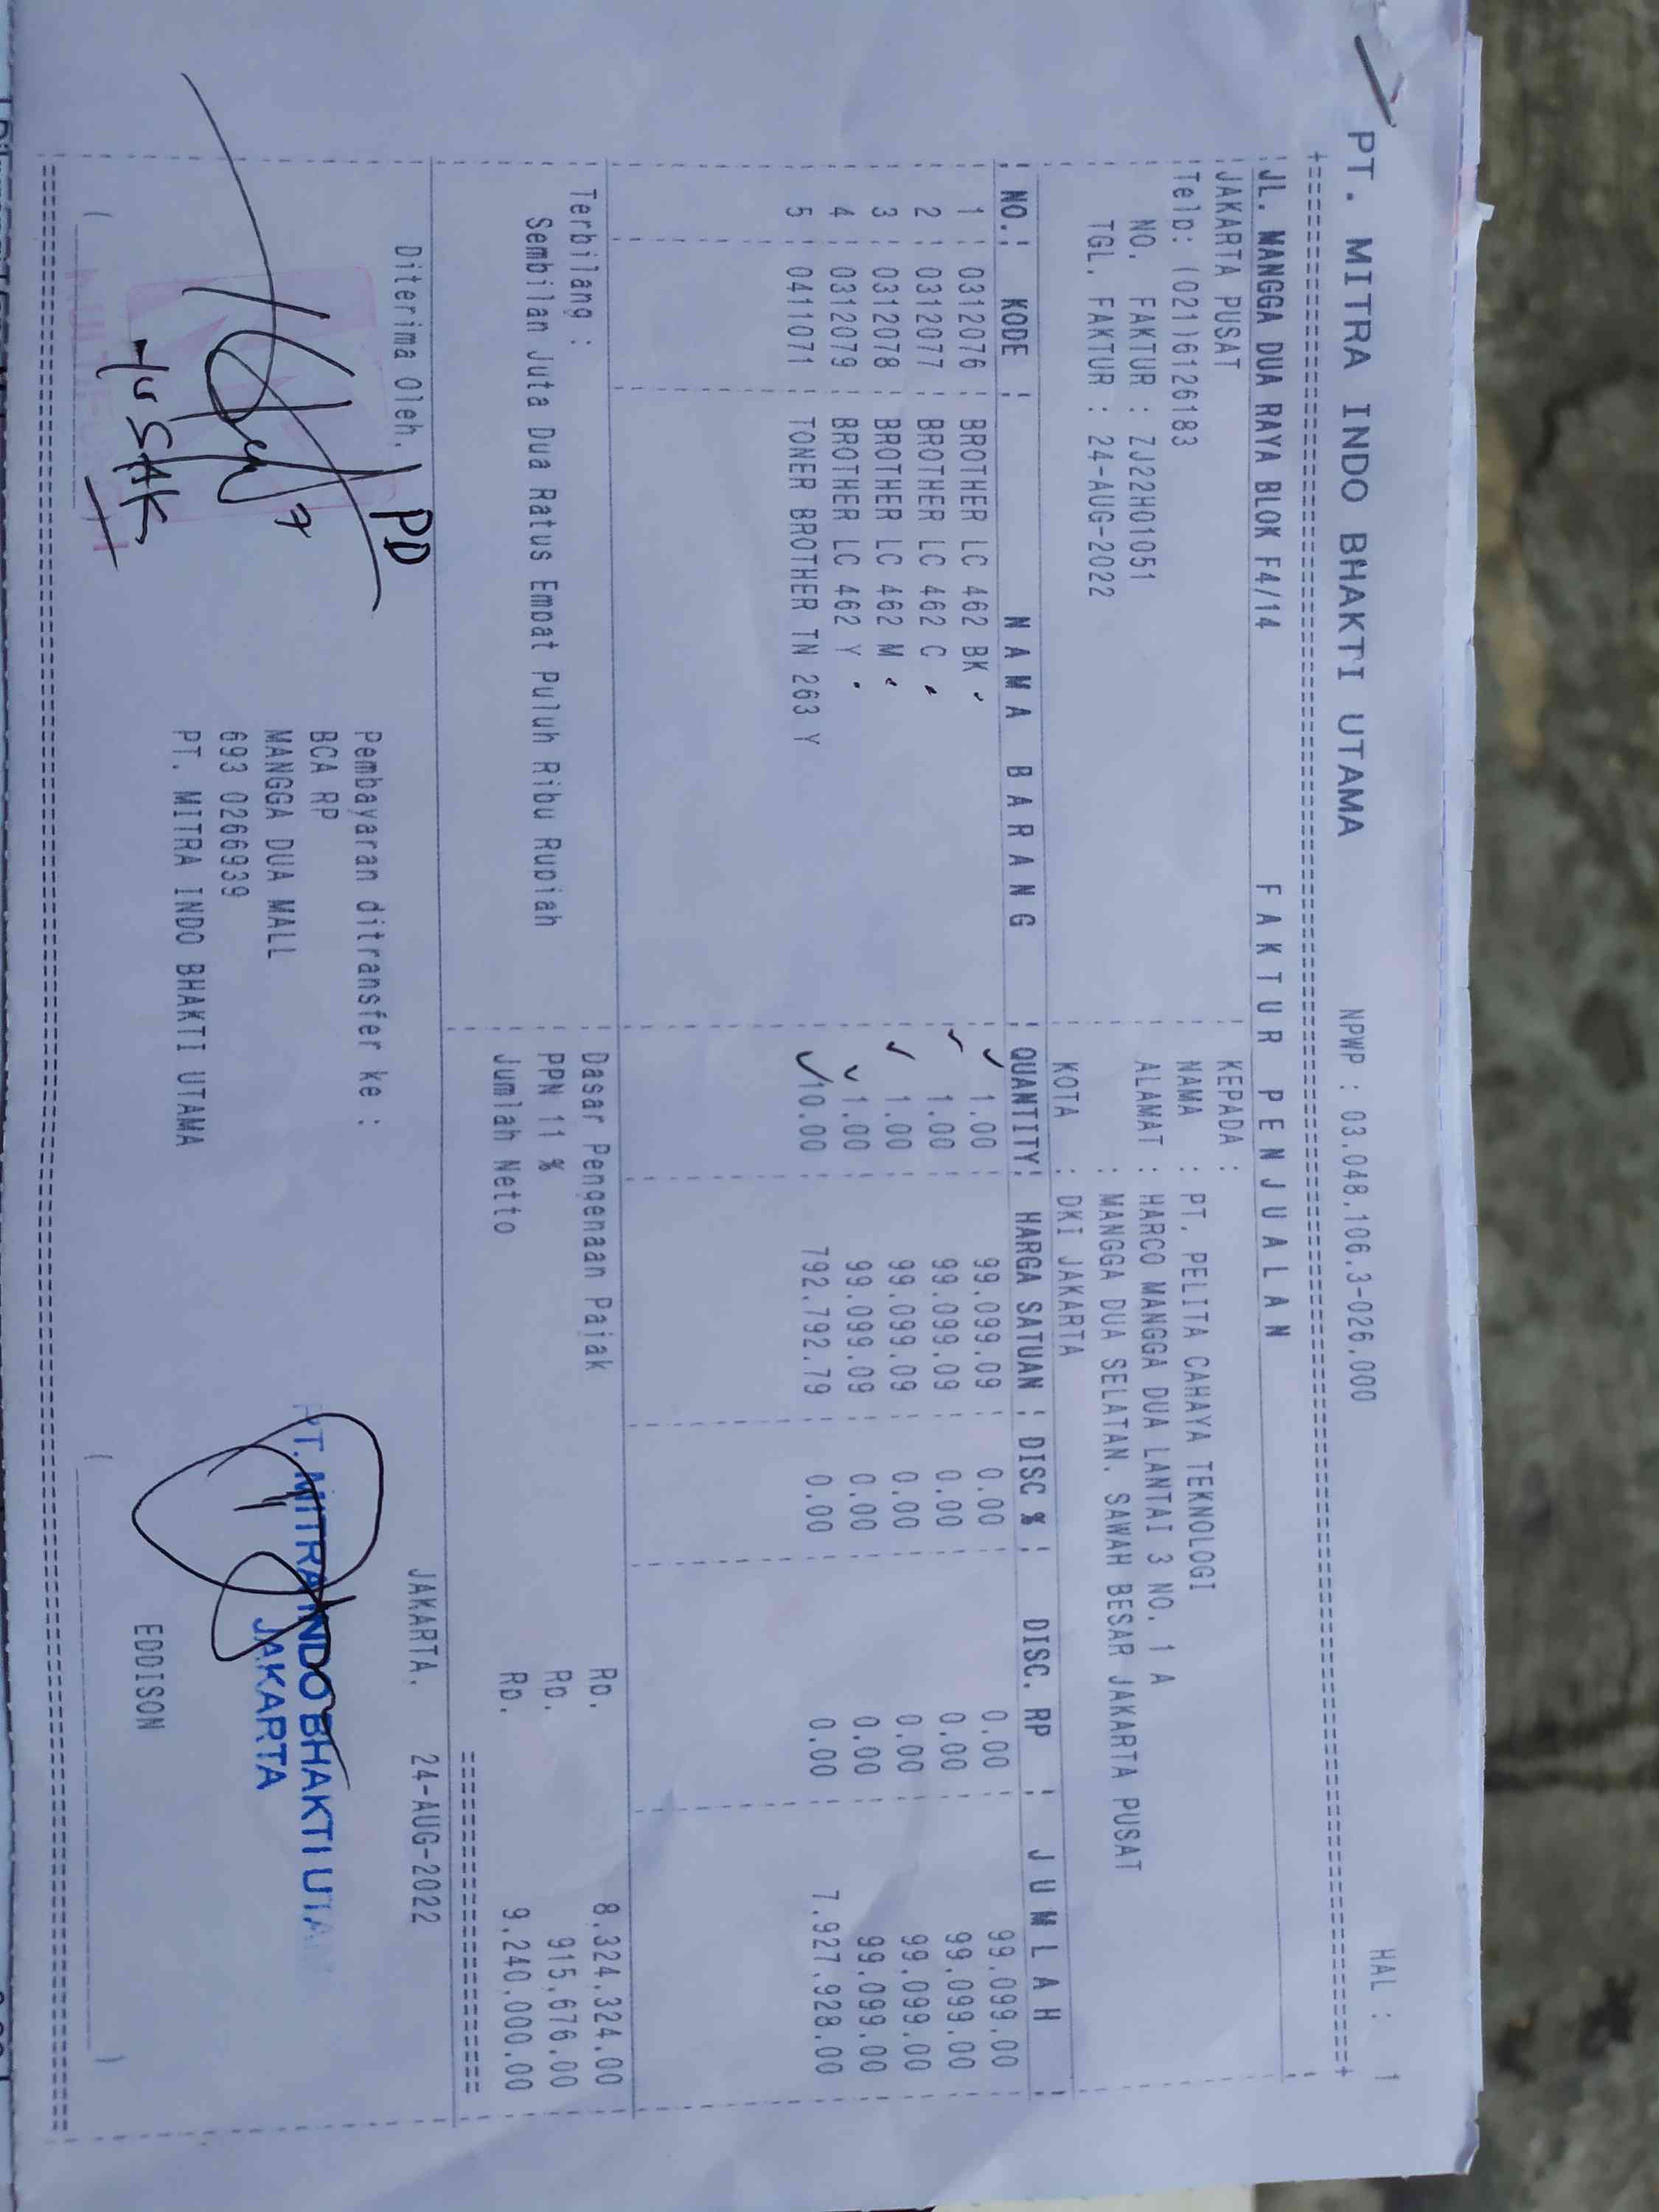 PT. MITRA INDO BHAKTI UTAMA NPWP : 03.048.106.3-026.000 HAL : 1
JL. MANGGA DUA RAYA BLOK F4/14 F A K T U R P E N J U A L A N
JAKARTA PUSAT KEPADA :
Telp: (021)6126183 NAMA : PT. PELITA CAHAYA TEKNOLOGI
NO. FAKTUR : ZJ22H01051 ALAMAT : HARCO MANGGA DUA LANTAI 3 NO. 1 A
TGL. FAKTUR : 24-AUG-2022 : MANGGA DUA SELATAN. SAWAH BESAR JAKARTA PUSAT
KOTA : DKI JAKARTA
NO. KODE N A M A B A R A N G QUANTITY HARGA SATUAN DISC % DISC. RP J U M L A H
1 0312076 BROTHER LC 462 BK 1.00 99.099.09 0.00 0.00 99.099.00
2 0312077 BROTHER LC 462 C 1.00 99.099.09 0.00 0.00 99.099.00
3 0312078 BROTHER LC 462 M 1.00 99.099.09 0.00 0.00 99.099.00
4 0312079 BROTHER LC 462 Y 1.00 99.099.09 0.00 0.00 99.099.00
5 0411071 TONER BROTHER TN 263 Y 10.00 792.792.79 0.00 0.00 7.927.928.00
Terbilang : Dasar Pengenaan Pajak Rp. 8.324.324.00
Sembilan Juta Dua Ratus Empat Puluh Ribu Rupiah PPN 11 % Rp. 915.676.00
Jumlah Netto Rp. 9.240.000.00
Diterima Oleh. JAKARTA. 24-AUG-2022
PD
Pembayaran ditransfer ke :
BCA RP
MANGGA DUA MALL
693 0266939
PT. MITRA INDO BHAKTI UTAMA
PT. MITRA INDO BHAKTI UTAM
JAKARTA
YUSAK
EDDISON